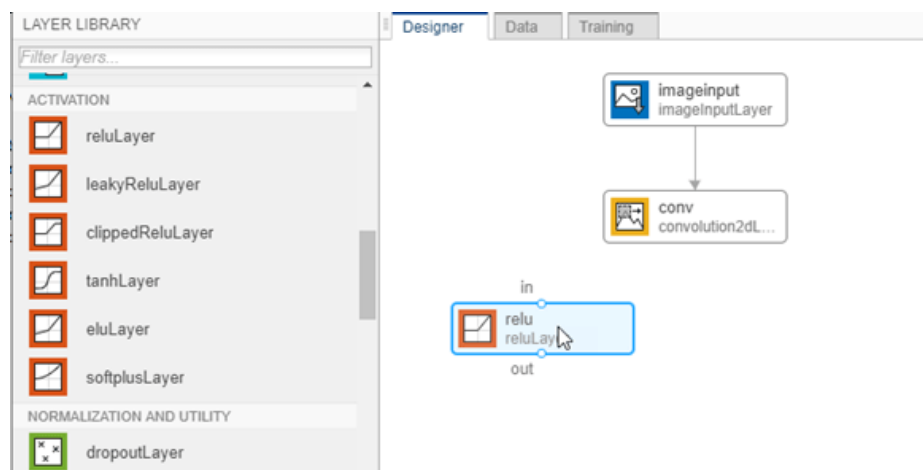 LAYER LIBRARY
Filter layers...
ACTIVATION
reluLayer
leakyReluLayer
clippedReluLayer
tanhLayer
eluLayer
softplusLayer
NORMALIZATION AND UTILITY
dropoutLayer
Designer Data Training
imageinput
imageInputLayer
conv
convolution2dL...
in
relu
reluLay
out